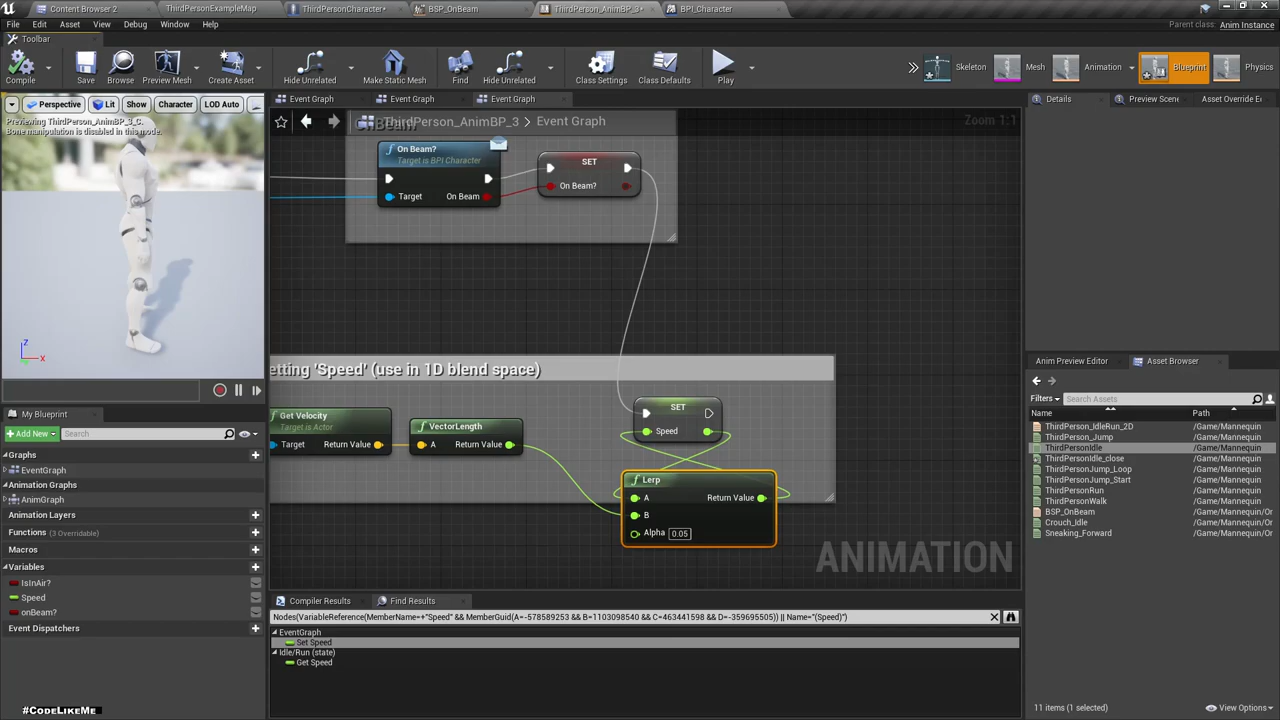 Content Browser 2
ThirdPersonExampleMap
ThirdPersonCharacter*
BSP_OnBeam
ThirdPerson_AnimBP_3*
BPI_Character
File Edit Asset View Debug Window Help
Parent class: Anim Instance
Toolbar
Compile
Save
Browse
Preview Mesh
Create Asset
Hide Unrelated
Make Static Mesh
Find
Hide Unrelated
Class Settings
Class Defaults
Play
Skeleton
Mesh
Animation
Blueprint
Physics
Perspective Lit Show Character LOD Auto
Previewing ThirdPerson_AnimBP_3_C.
Bone manipulation is disabled in this mode.
Z
X
Event Graph
Event Graph
Event Graph
ThirdPerson_AnimBP_3 > Event Graph
Zoom 1:1
OnBeam
On Beam?
Target is BPI Character
Target On Beam
SET
On Beam?
etting 'Speed' (use in 1D blend space)
Get Velocity
Target is Actor
Target Return Value
VectorLength
A Return Value
SET
Speed
Lerp
A Return Value
B
Alpha 0.05
ANIMATION
My Blueprint
Add New Search
Graphs
EventGraph
Animation Graphs
AnimGraph
Animation Layers
Functions (3 Overridable)
Macros
Variables
IsInAir?
Speed
onBeam?
Event Dispatchers
#CodeLikeMe
Compiler Results
Find Results
Nodes(VariableReference(MemberName=+"Speed" && MemberGuid(A=-578589253 && B=1103098540 && C=463441598 && D=-359695505)) || Name="(Speed)")
EventGraph
Set Speed
Idle/Run (state)
Get Speed
Details
Preview Scene
Asset Override E
Anim Preview Editor
Asset Browser
Filters Search
Name Path
ThirdPerson_IdleRun_2D /Game/Mannequin
ThirdPerson_Jump /Game/Mannequin
ThirdPersonIdle /Game/Mannequin
ThirdPersonIdle_close /Game/Mannequin
ThirdPersonJump_Loop /Game/Mannequin
ThirdPersonJump_Start /Game/Mannequin
ThirdPersonRun /Game/Mannequin
ThirdPersonWalk /Game/Mannequin
BSP_OnBeam /Game/Mannequin/Or
Crouch_Idle /Game/Mannequin/Or
Sneaking_Forward /Game/Mannequin/Or
11 items (1 selected)
View Options